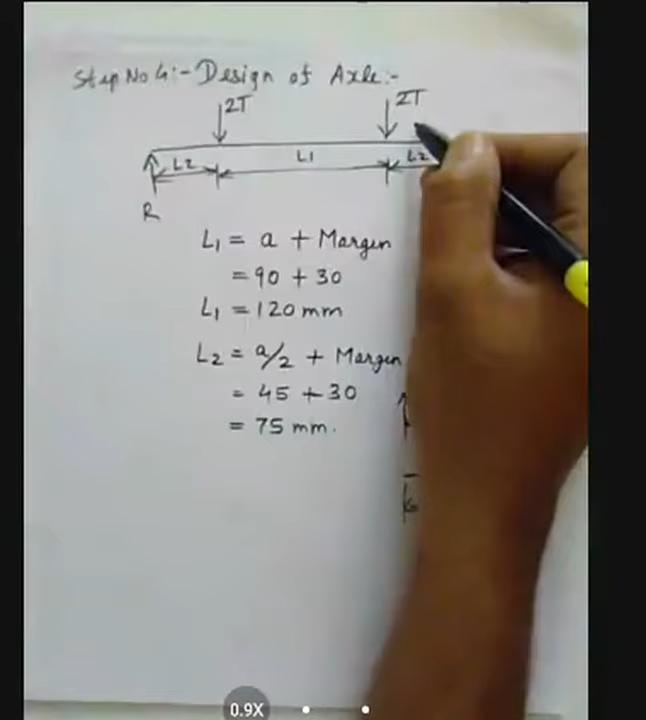 Step No 4:- Design of Axle:-
2T 2T
L2 L1 L2
R
L1 = a + Margin
= 90 + 30
L1 = 120 mm
L2 = a/2 + Margin
= 45 + 30
= 75 mm.
0.9X